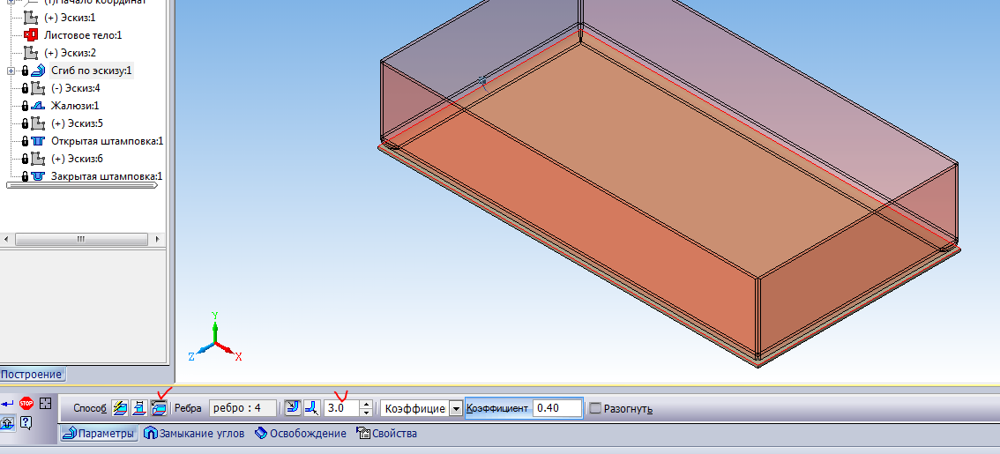 (т)Начало координат
(+) Эскиз:1
Листовое тело:1
(+) Эскиз:2
Сгиб по эскизу:1
(-) Эскиз:4
Жалюзи:1
(+) Эскиз:5
Открытая штамповка:1
(+) Эскиз:6
Закрытая штамповка:1
Y
Z
X
Построение
STOP
Способ
Ребра
ребро : 4
3.0
Коэффицие
Коэффициент
0.40
Разогнуть
?
Параметры
Замыкание углов
Освобождение
Свойства